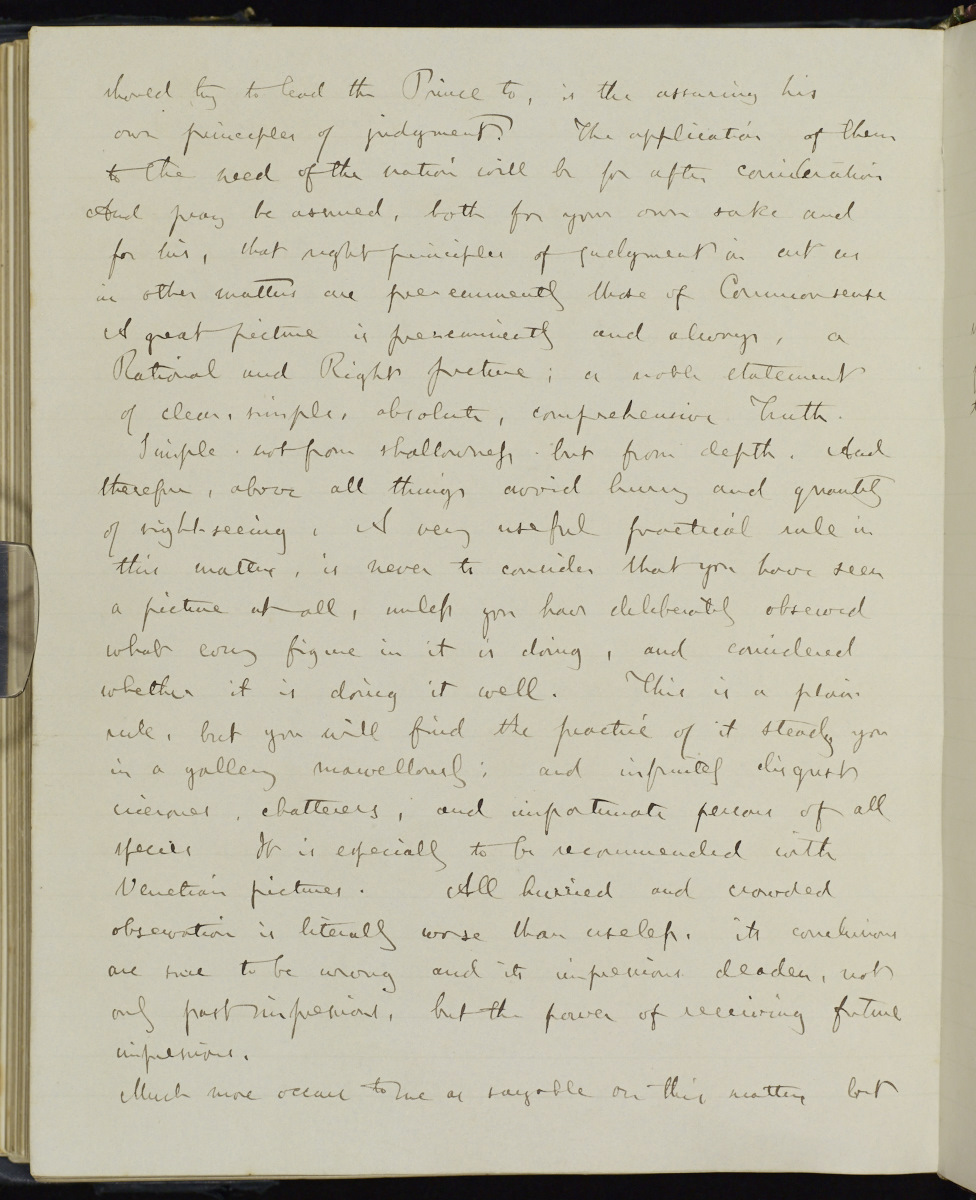 should try to lead the Prince to, is the assuring his
own principles of judgment? The application of them
to the need of the nation will be for after consideration
And pray be assured, both for your own sake and
for his, that right principles of judgment in art as
in other matters are pre-eminently those of Commonsense
A great picture is preeminently and always, a
Rational and Right picture; a noble statement
of clear, simple, absolute, comprehensive Truth.
Simple - not from shallowness - but from depth. And
therefore, above all things avoid hurry and quantity
of sight-seeing. A very useful practical rule in
this matter, is never to consider that you have seen
a picture at all, unless you have deliberately observed
what every figure in it is doing, and considered
whether it is doing it well. This is a plain
rule, but you will find the practice of it steady you
in a gallery marvellously; and infinitely disgust
cicerones, chatterers, and importunate persons of all
species It is especially to be recommended with
Venetian pictures. All hurried and crowded
observation is literally worse than useless. its conclusions
are sure to be wrong and its impressions deaden, not
only past impressions, but the power of receiving future
impressions.
Much more occurs to me as sayable on this matter but